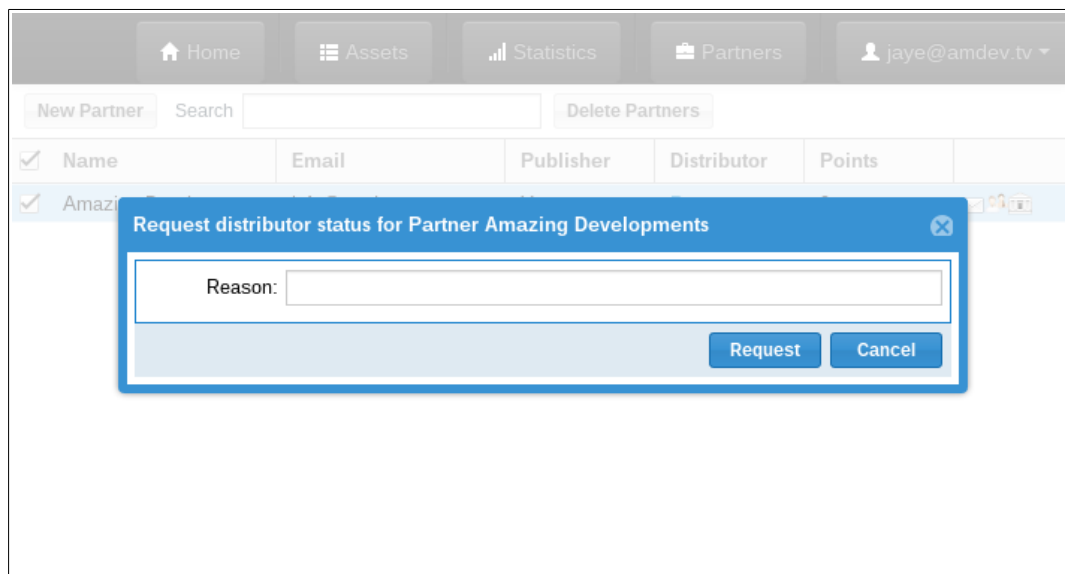 Home Assets Statistics Partners jaye@amdev.tv
New Partner Search Delete Partners
Name Email Publisher Distributor Points
Request distributor status for Partner Amazing Developments
Reason:
Request Cancel